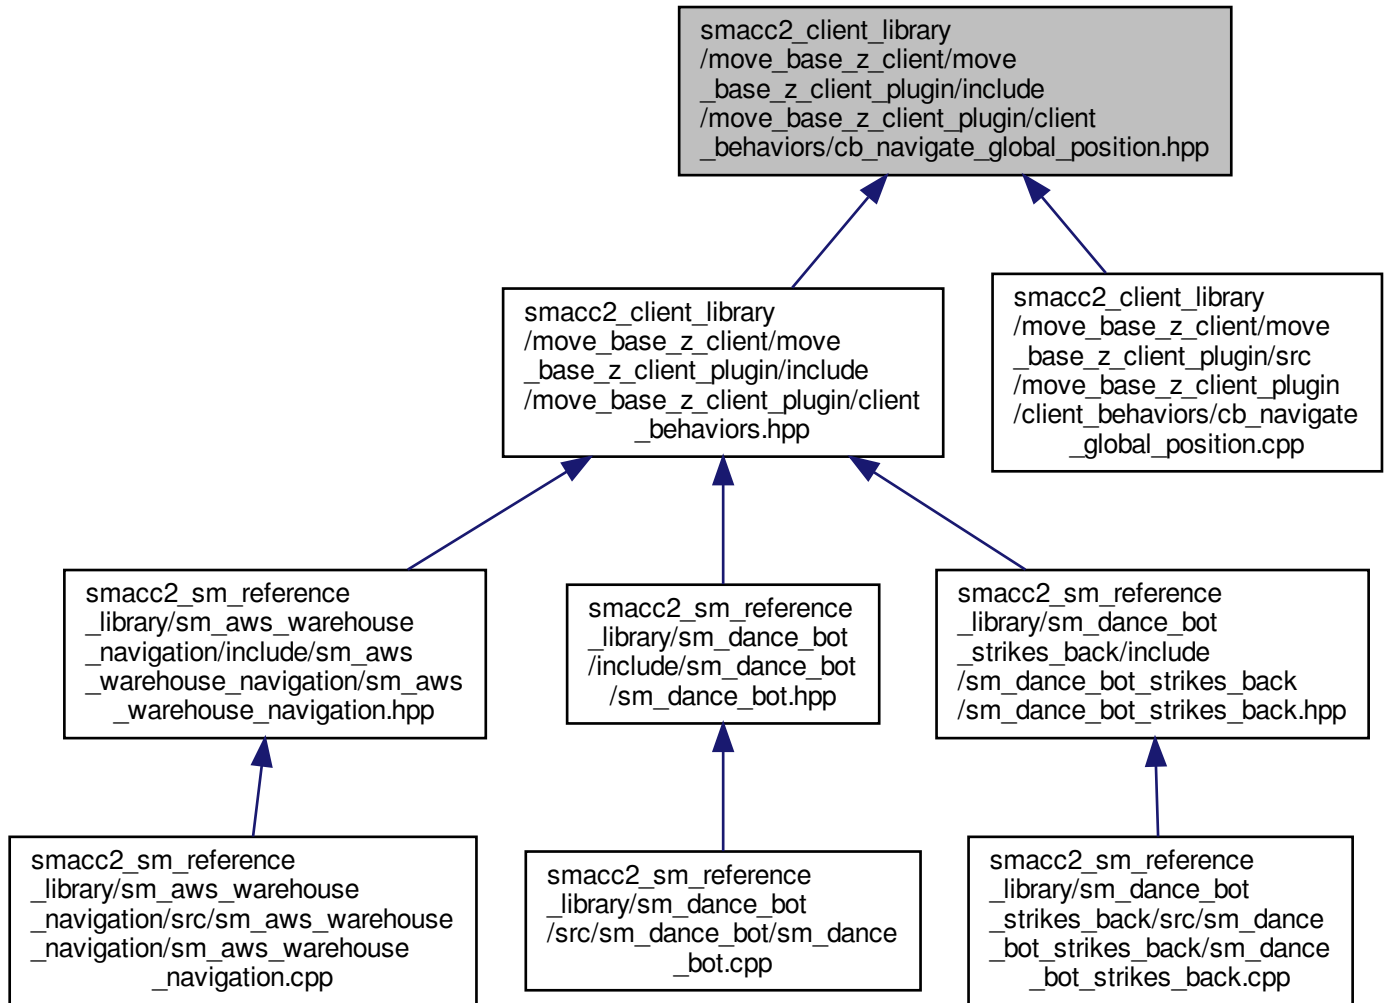 smacc2_client_library
/move_base_z_client/move
_base_z_client_plugin/include
/move_base_z_client_plugin/client
_behaviors/cb_navigate_global_position.hpp
smacc2_client_library
/move_base_z_client/move
_base_z_client_plugin/include
/move_base_z_client_plugin/client
_behaviors.hpp
smacc2_client_library
/move_base_z_client/move
_base_z_client_plugin/src
/move_base_z_client_plugin
/client_behaviors/cb_navigate
_global_position.cpp
smacc2_sm_reference
_library/sm_aws_warehouse
_navigation/include/sm_aws
_warehouse_navigation/sm_aws
_warehouse_navigation.hpp
smacc2_sm_reference
_library/sm_dance_bot
/include/sm_dance_bot
/sm_dance_bot.hpp
smacc2_sm_reference
_library/sm_dance_bot
_strikes_back/include
/sm_dance_bot_strikes_back
/sm_dance_bot_strikes_back.hpp
smacc2_sm_reference
_library/sm_aws_warehouse
_navigation/src/sm_aws_warehouse
_navigation/sm_aws_warehouse
_navigation.cpp
smacc2_sm_reference
_library/sm_dance_bot
/src/sm_dance_bot/sm_dance
_bot.cpp
smacc2_sm_reference
_library/sm_dance_bot
_strikes_back/src/sm_dance
_bot_strikes_back/sm_dance
_bot_strikes_back.cpp